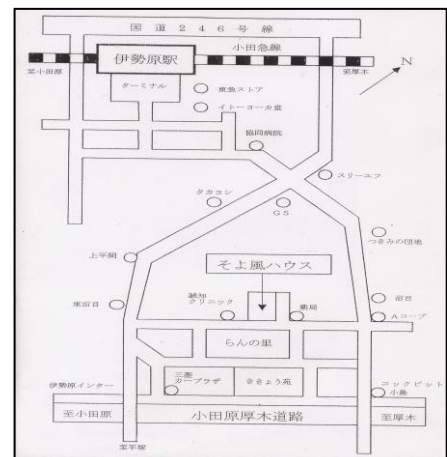 国道246号線
小田急線
伊勢原駅
至小田原
至厚木
N
ターミナル
東急ストア
イトーヨーカ堂
協同病院
スリーエフ
タカヨシ
GS
つきみの団地
上平間
そよ風ハウス
東沼目
誠知
クリニック
薬局
沼目
Aコープ
らんの里
三菱
カープラザ
ききょう苑
コックピット
小島
伊勢原インター
至小田原
小田原厚木道路
至厚木
至平塚